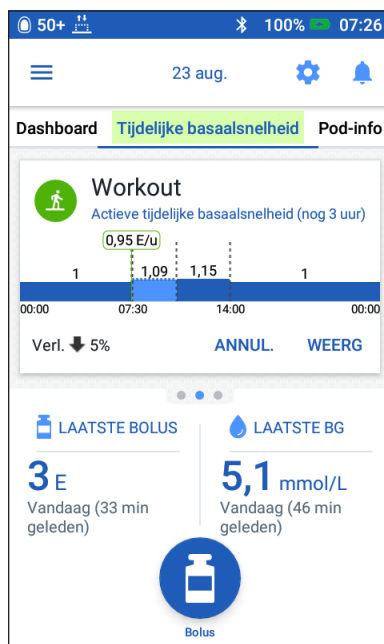 50+ 100% 07:26
23 aug.
Dashboard Tijdelijke basaalsnelheid Pod-info
Workout
Actieve tijdelijke basaalsnelheid (nog 3 uur)
0,95 E/u
1 1,09 1,15 1
00:00 07:30 14:00 00:00
Verl. 5% ANNUL. WEERG
LAATSTE BOLUS
3 E
Vandaag (33 min
geleden)
LAATSTE BG
5,1 mmol/L
Vandaag (46 min
geleden)
Bolus